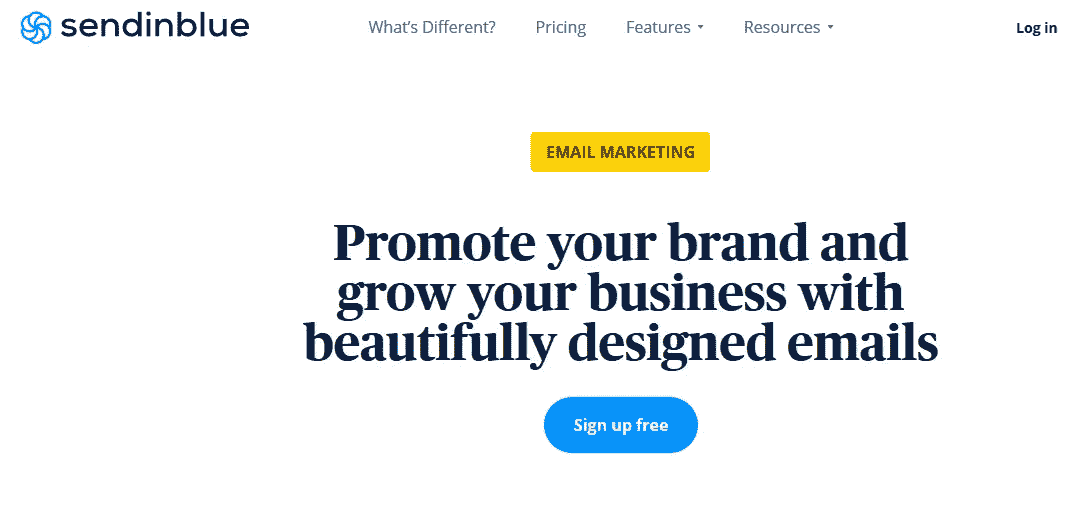 sendinblue What's Different? Pricing Features Resources Log in
EMAIL MARKETING
Promote your brand and
grow your business with
beautifully designed emails
Sign up free